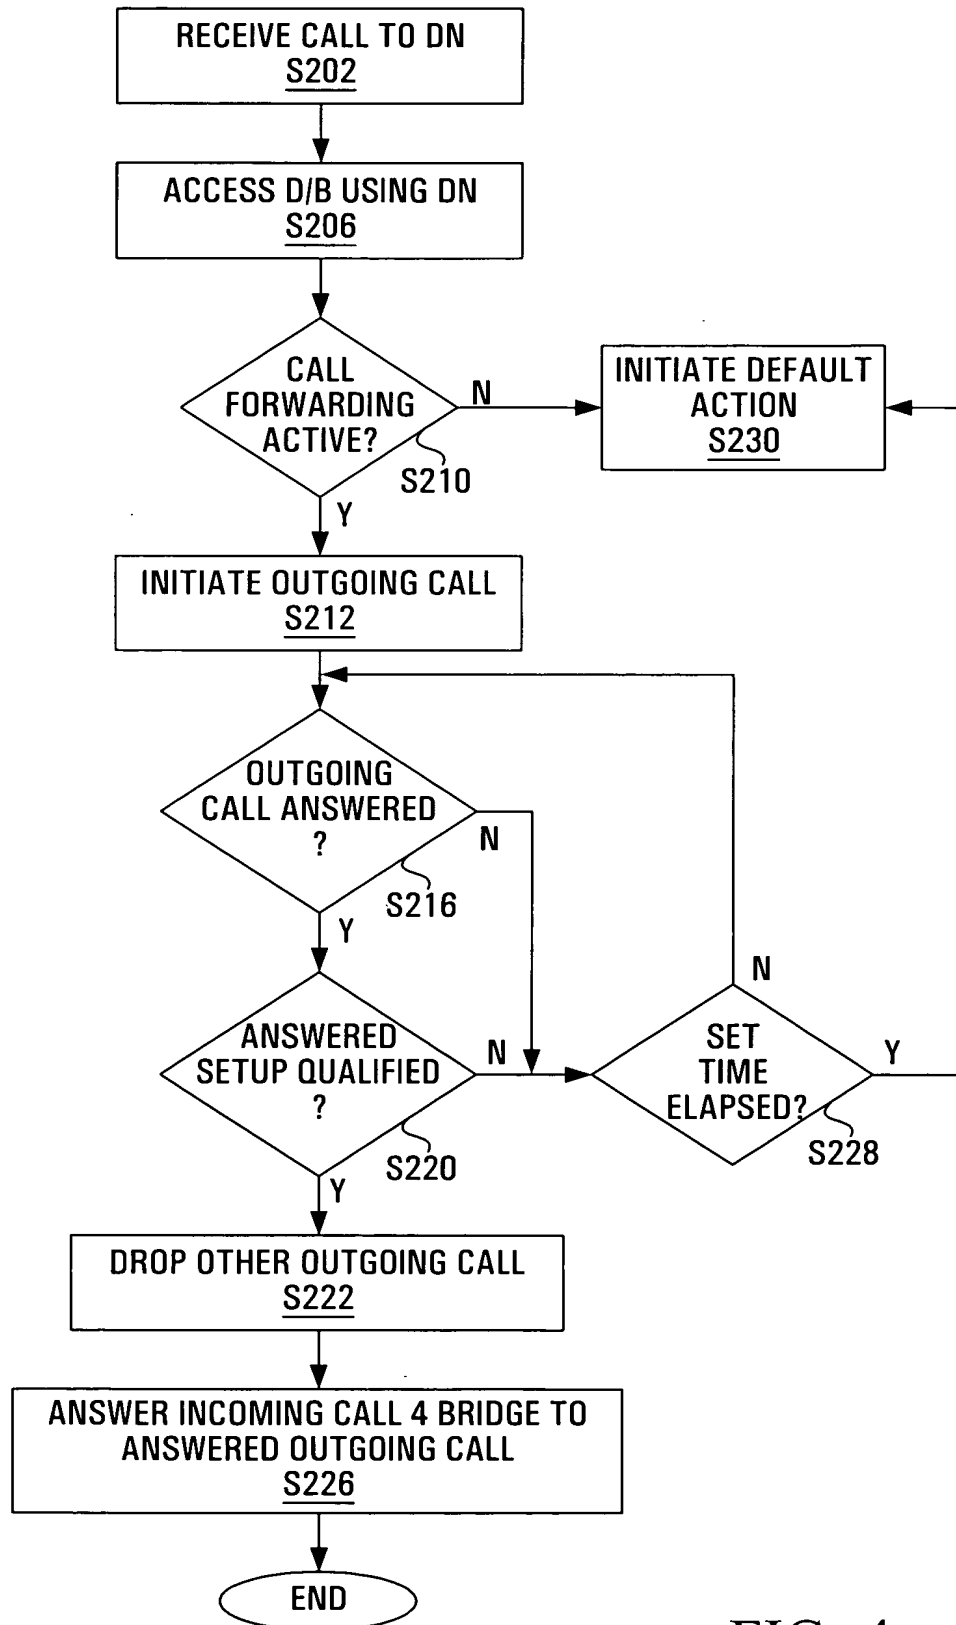 RECEIVE CALL TO DN
S202
ACCESS D/B USING DN
S206
CALL
FORWARDING
ACTIVE?
N
S210
Y
INITIATE DEFAULT
ACTION
S230
INITIATE OUTGOING CALL
S212
OUTGOING
CALL ANSWERED
?
N
S216
Y
ANSWERED
SETUP QUALIFIED
?
N
S220
Y
SET
TIME
ELAPSED?
N
Y
S228
DROP OTHER OUTGOING CALL
S222
ANSWER INCOMING CALL 4 BRIDGE TO
ANSWERED OUTGOING CALL
S226
END